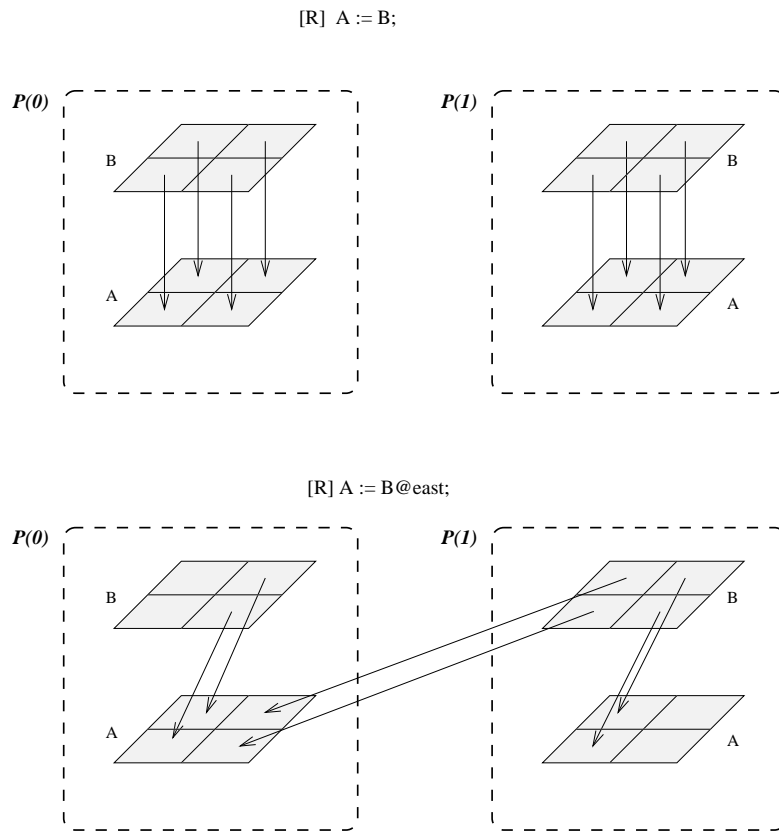 [R] A := B;
P(0) P(1)
B B
A A
[R] A := B@east;
P(0) P(1)
B B
A A